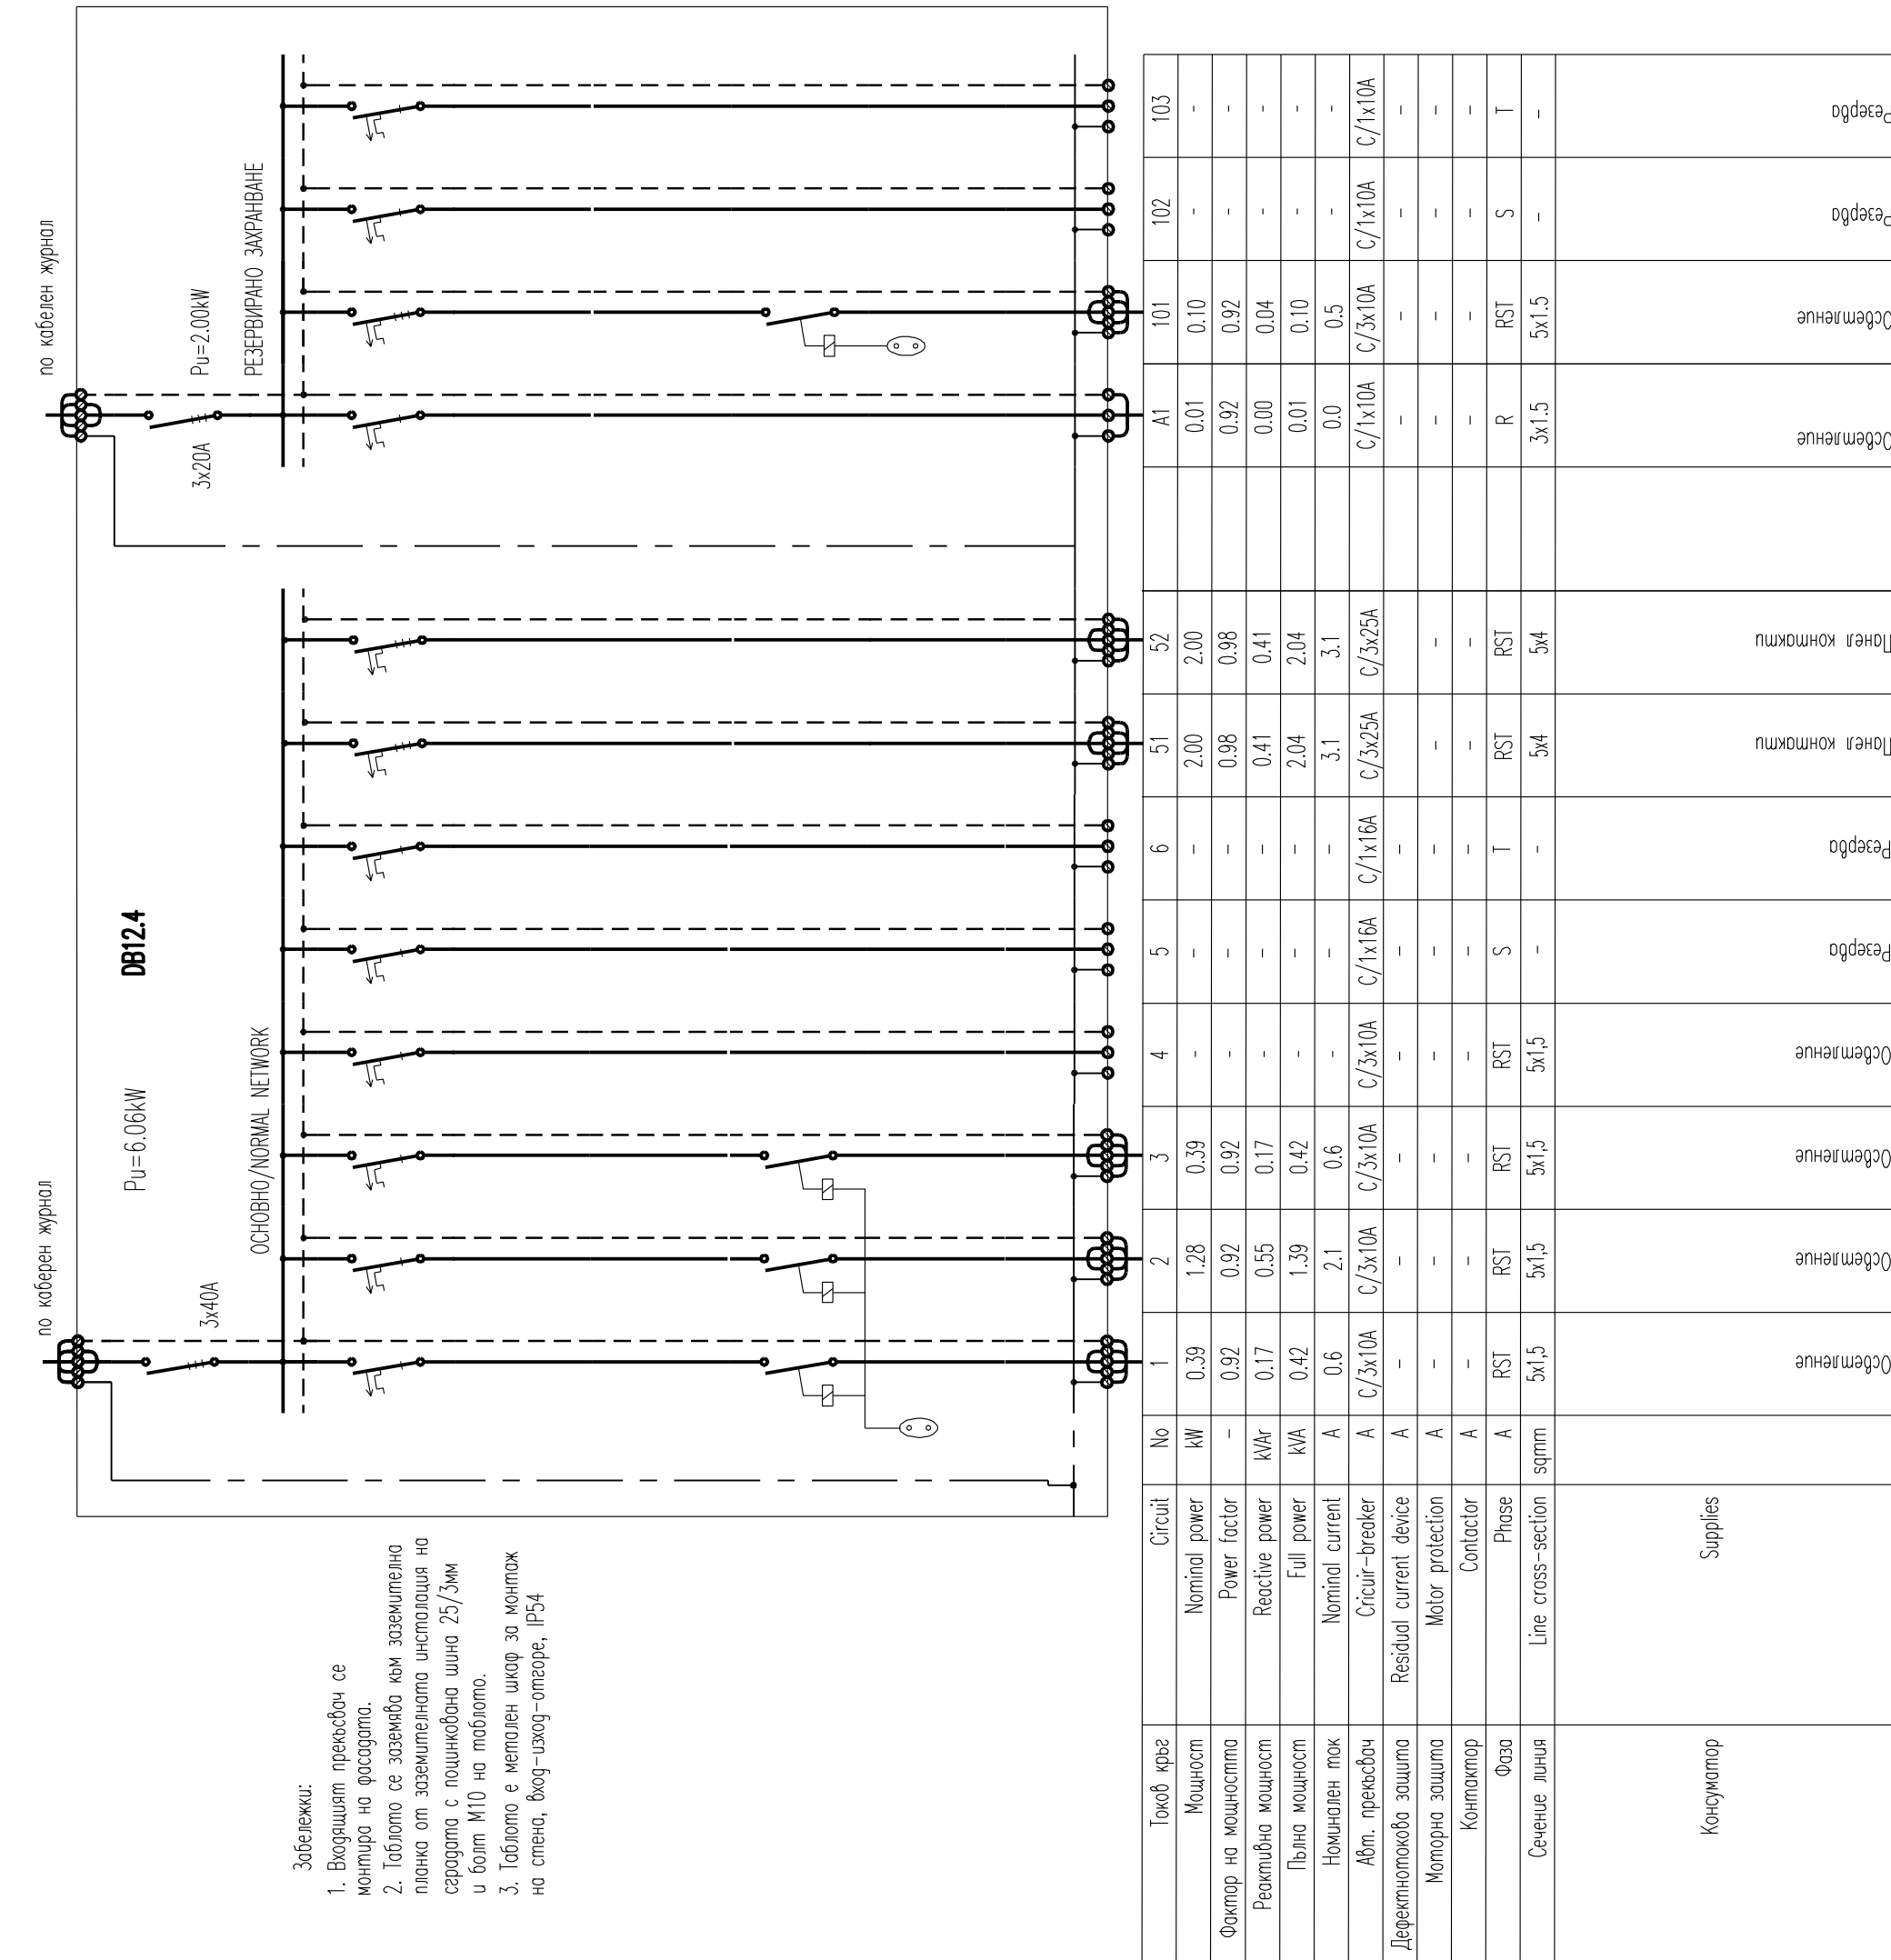 по каберен журнал
по кабелен журнал
DB12.4
Pu=6.06kW
3x40A
ОСНОВНО/NORMAL NETWORK
Pu=2.00kW
РЕЗЕРВИРАНО ЗАХРАНВАНЕ
3x20A
Забележки:
1. Входящият прекъсвач се
монтира на фасадата.
2. Таблото се заземява към заземителна
планка от заземителната инсталация на
сградата с поцинкована шина 25/3мм
и болт М10 на таблото.
3. Таблото е метален шкаф за монтаж
на стена, вход-изход-отгоре, IP54
Токов кръг Circuit No 1 2 3 4 5 6 51 52 A1 101 102 103
Мощност Nominal power kW 0.39 1.28 0.39 - - - 2.00 2.00 0.01 0.10 - -
Фактор на мощността Power factor - 0.92 0.92 0.92 - - - 0.98 0.98 0.92 0.92 - -
Реактивна мощност Reactive power kVAr 0.17 0.55 0.17 - - - 0.41 0.41 0.00 0.04 - -
Пълна мощност Full power kVA 0.42 1.39 0.42 - - - 2.04 2.04 0.01 0.10 - -
Номинален ток Nominal current A 0.6 2.1 0.6 - - - 3.1 3.1 0.0 0.5 - -
Авт. прекъсвач Cricuir-breaker A C/3x10A C/3x10A C/3x10A C/3x10A C/1x16A C/1x16A C/3x25A C/3x25A C/1x10A C/3x10A C/1x10A C/1x10A
Дефектнотокова защита Residual current device A - - - - - - - - - -
Моторна защита Motor protection A - - - - - - - - - - - -
Контактор Contactor A - - - - - - - - - - - -
Фаза Phase A RST RST RST RST S T RST RST R RST S T
Сечение линия Line cross-section sqmm 5x1,5 5x1,5 5x1,5 5x1,5 - - 5x4 5x4 3x1.5 5x1.5 - -
Консуматор Supplies Осветление Осветление Осветление Осветление Резерва Резерва Панел контакти Панел контакти Осветление Осветление Резерва Резерва